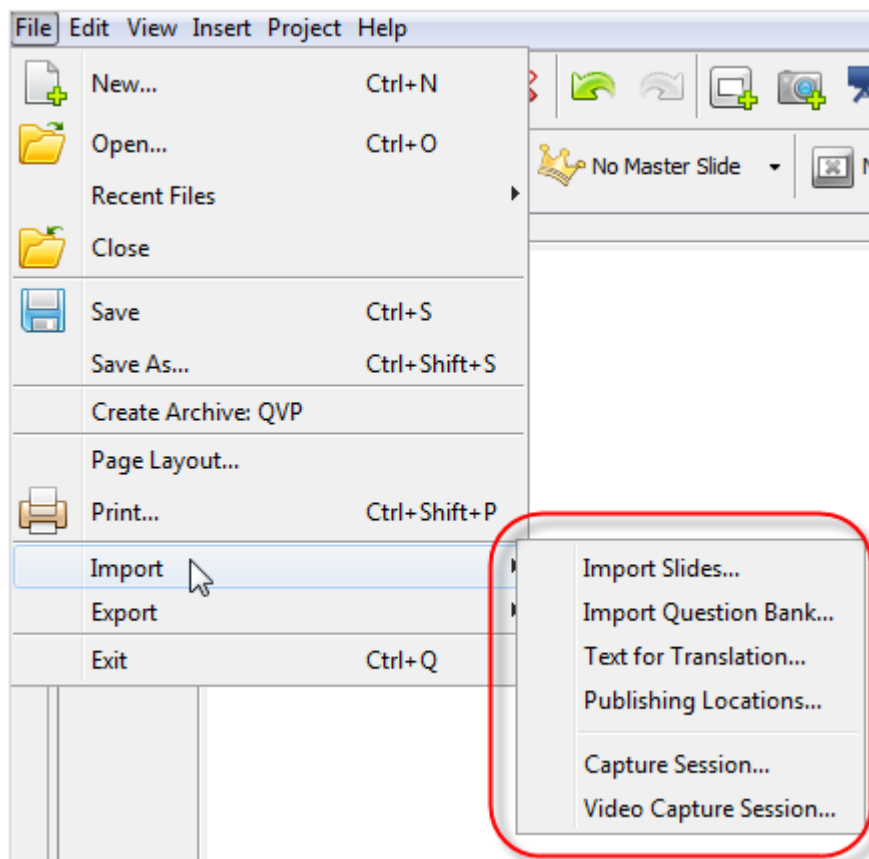 File Edit View Insert Project Help
New... Ctrl+N
Open... Ctrl+O
Recent Files
Close
Save Ctrl+S
Save As... Ctrl+Shift+S
Create Archive: QVP
Page Layout...
Print... Ctrl+Shift+P
Import
Export
Exit Ctrl+Q
No Master Slide
Import Slides...
Import Question Bank...
Text for Translation...
Publishing Locations...
Capture Session...
Video Capture Session...